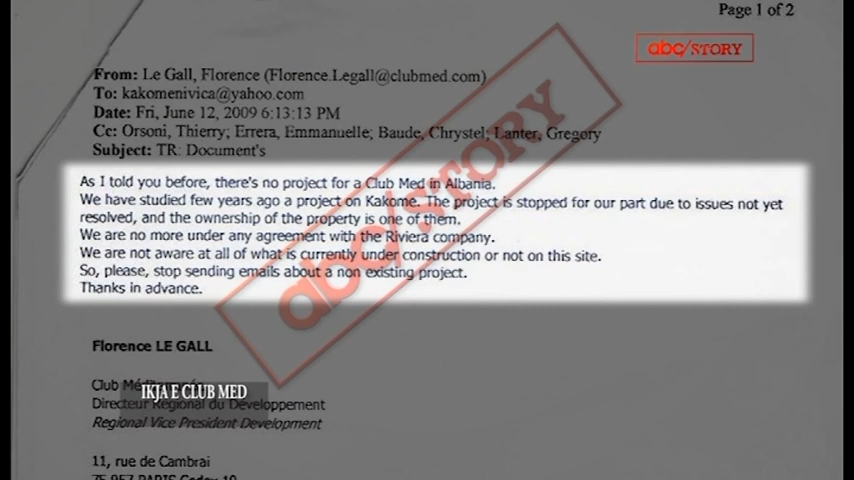 Page 1 of 2
abc/STORY
From: Le Gall, Florence (Florence.Legall@clubmed.com)
To: kakomenivica@yahoo.com
Date: Fri, June 12, 2009 6:13:13 PM
Cc: Orsoni, Thierry; Errera, Emmanuelle; Baude, Chrystel; Lanter, Gregory
Subject: TR: Document's
As I told you before, there's no project for a Club Med in Albania.
We have studied few years ago a project on Kakome. The project is stopped for our part due to issues not yet
resolved, and the ownership of the property is one of them.
We are no more under any agreement with the Riviera company.
We are not aware at all of what is currently under construction or not on this site.
So, please, stop sending emails about a non existing project.
Thanks in advance.
abc/STORY
Florence LE GALL
Club Méditerranée
IKJA E CLUB MED
Directeur Régional du Développement
Regional Vice President Development
11, rue de Cambrai
75 957 PARIS Cedex 19